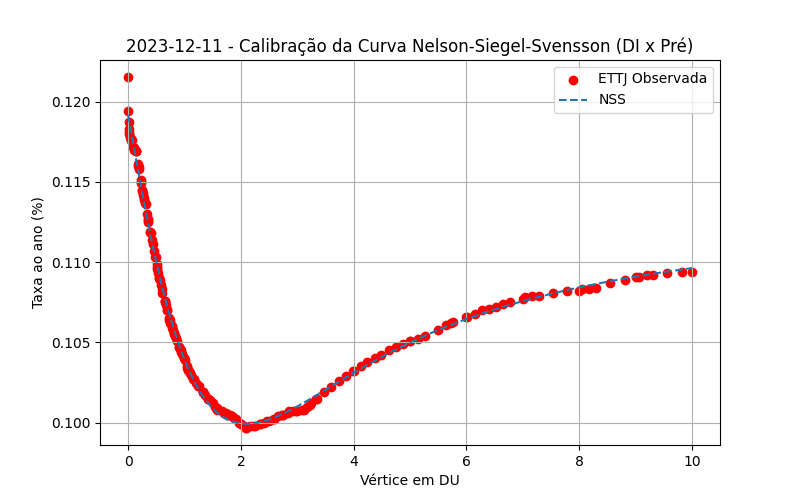 2023-12-11 - Calibração da Curva Nelson-Siegel-Svensson (DI x Pré)
ETTJ Observada
NSS
Taxa ao ano (%)
0.120
0.115
0.110
0.105
0.100
0 2 4 6 8 10
Vértice em DU